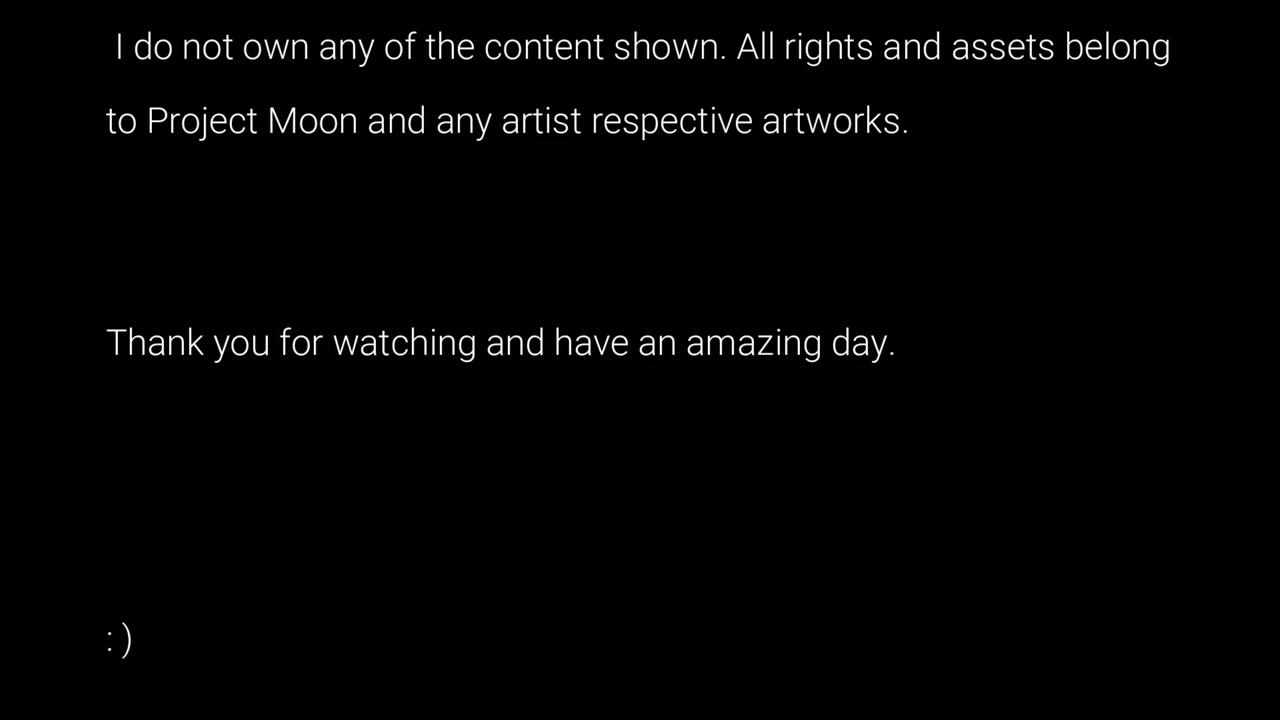 I do not own any of the content shown. All rights and assets belong
to Project Moon and any artist respective artworks.
Thank you for watching and have an amazing day.
:)